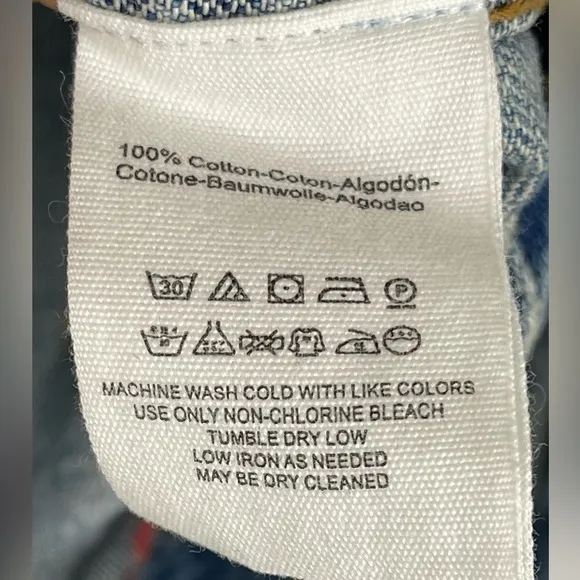 100% Cotton-Coton-Algodón-
Cotone-Baumwolle-Algodao
30
P
MACHINE WASH COLD WITH LIKE COLORS
USE ONLY NON-CHLORINE BLEACH
TUMBLE DRY LOW
LOW IRON AS NEEDED
MAY BE DRY CLEANED